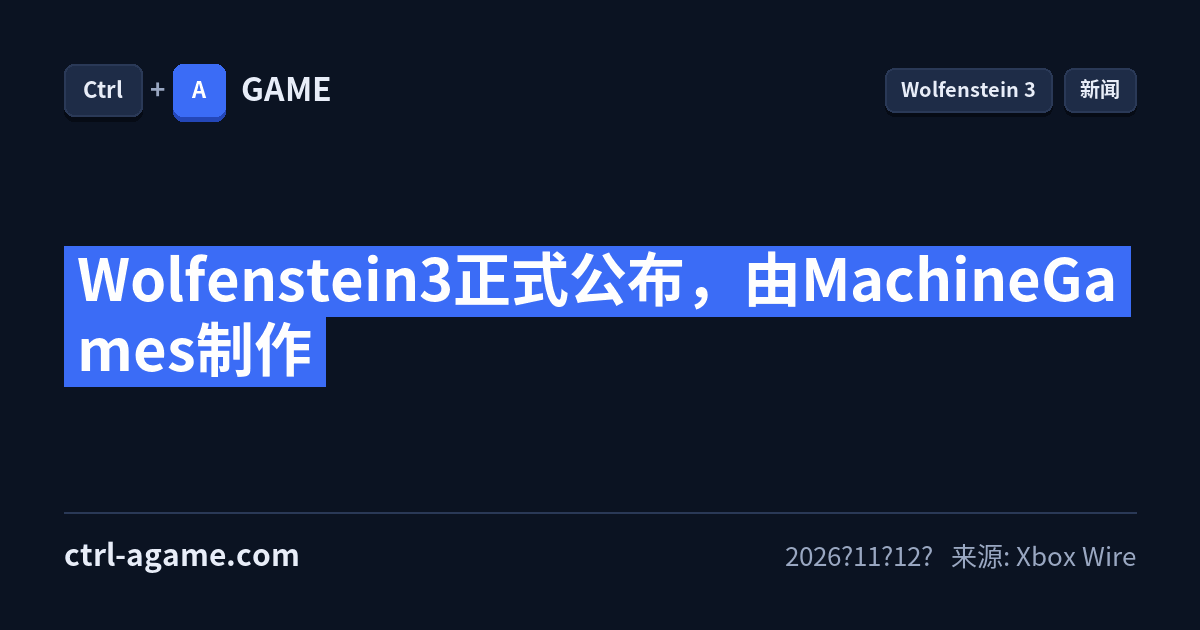 Ctrl + A GAME
Wolfenstein 3
新闻
Wolfenstein3正式公布，由MachineGa
mes制作
ctrl-agame.com
2026?11?12? 来源: Xbox Wire